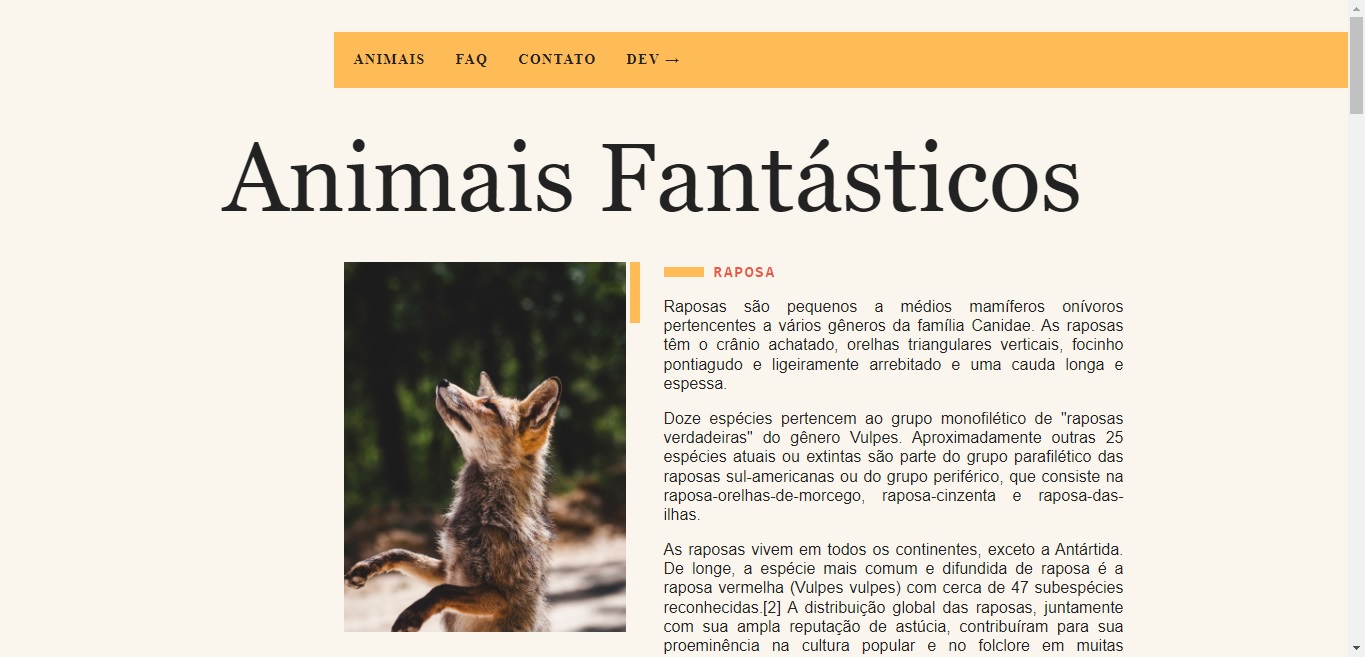 ANIMAIS FAQ CONTATO DEV →
Animais Fantásticos
RAPOSA
Raposas são pequenos a médios mamíferos onívoros
pertencentes a vários gêneros da família Canidae. As raposas
têm o crânio achatado, orelhas triangulares verticais, focinho
pontiagudo e ligeiramente arrebitado e uma cauda longa e
espessa.
Doze espécies pertencem ao grupo monofilético de "raposas
verdadeiras" do gênero Vulpes. Aproximadamente outras 25
espécies atuais ou extintas são parte do grupo parafilético das
raposas sul-americanas ou do grupo periférico, que consiste na
raposa-orelhas-de-morcego, raposa-cinzenta e raposa-das-
ilhas.
As raposas vivem em todos os continentes, exceto a Antártida.
De longe, a espécie mais comum e difundida de raposa é a
raposa vermelha (Vulpes vulpes) com cerca de 47 subespécies
reconhecidas.[2] A distribuição global das raposas, juntamente
com sua ampla reputação de astúcia, contribuíram para sua
proeminência na cultura popular e no folclore em muitas